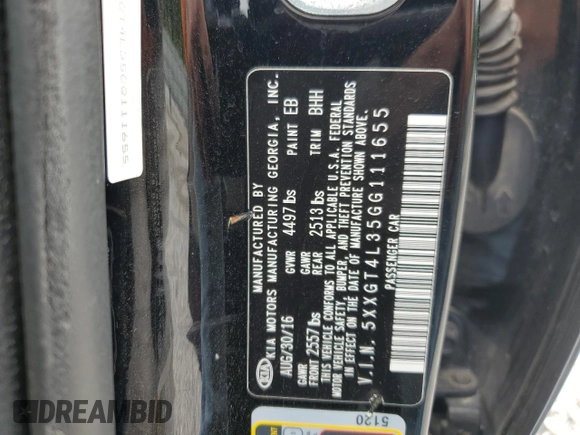 KIA
MANUFACTURED BY
KIA MOTORS MANUFACTURING GEORGIA, INC.
AUG/30/16 GVWR 4497lbs PAINT EB
GAWR FRONT 2557lbs GAWR REAR 2513lbs TRIM BHH
THIS VEHICLE CONFORMS TO ALL APPLICABLE U.S.A. FEDERAL
MOTOR VEHICLE SAFETY, BUMPER, AND THEFT PREVENTION STANDARDS
IN EFFECT ON THE DATE OF MANUFACTURE SHOWN ABOVE.
V.I.N. 5XXGT4L35GG111655
PASSENGER CAR
5120
DREAMBID